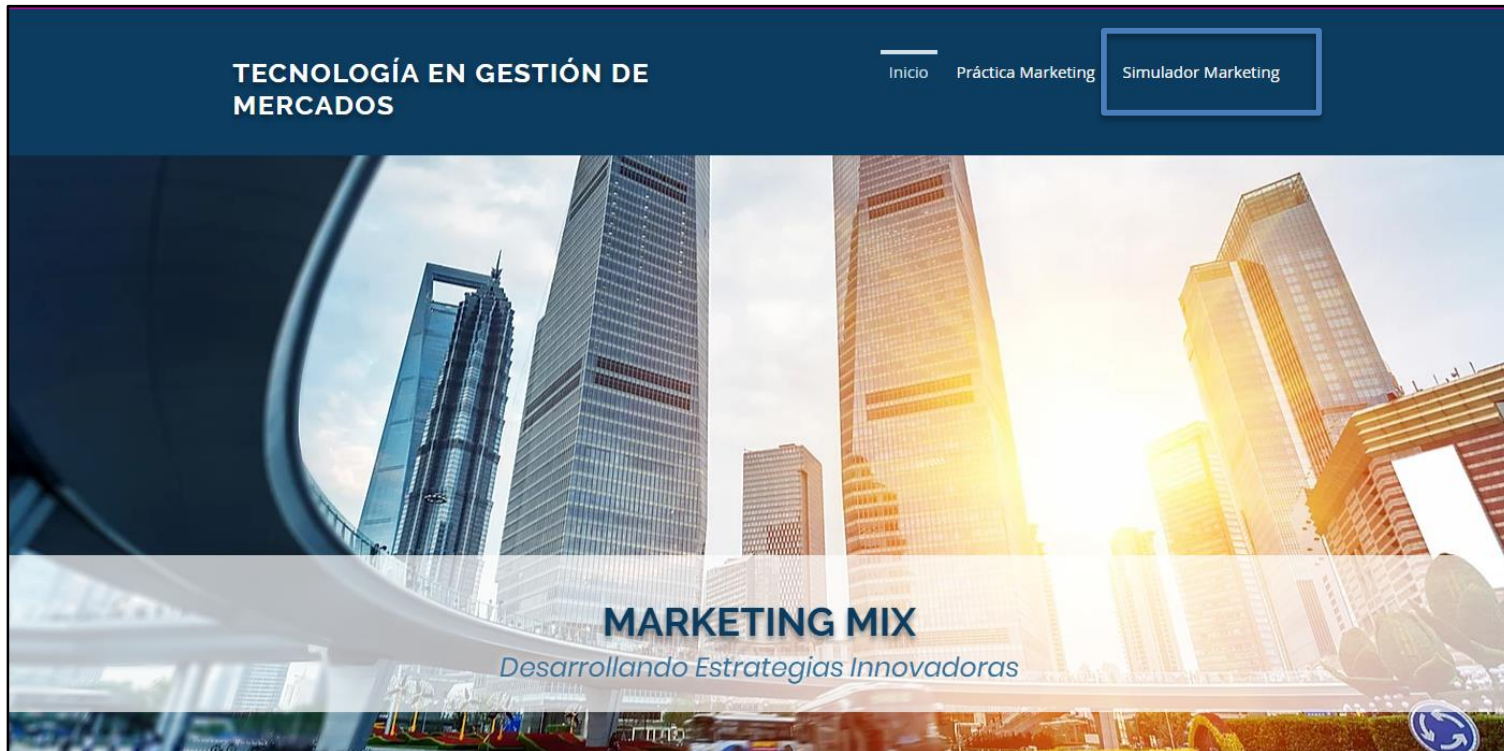 TECNOLOGÍA EN GESTIÓN DE
MERCADOS
Inicio Práctica Marketing Simulador Marketing
MARKETING MIX
Desarrollando Estrategias Innovadoras